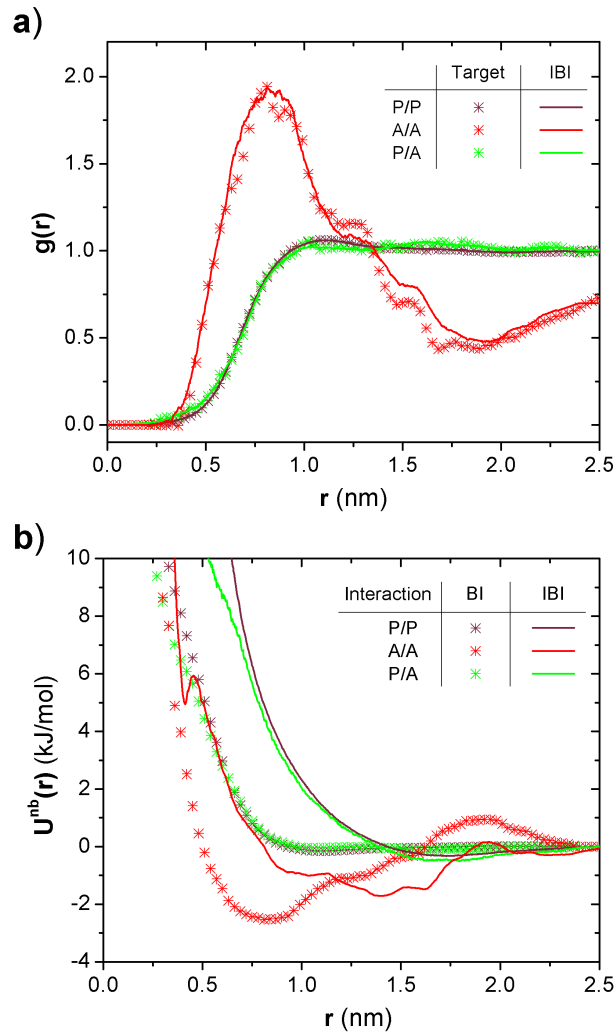 a)
Target IBI
P/P
A/A
P/A
2.0
1.5
1.0
0.5
0.0
g(r)
0.0 0.5 1.0 1.5 2.0 2.5
r (nm)
b)
Interaction BI IBI
P/P
A/A
P/A
10
8
6
4
2
0
-2
-4
U^nb(r) (kJ/mol)
0.0 0.5 1.0 1.5 2.0 2.5
r (nm)